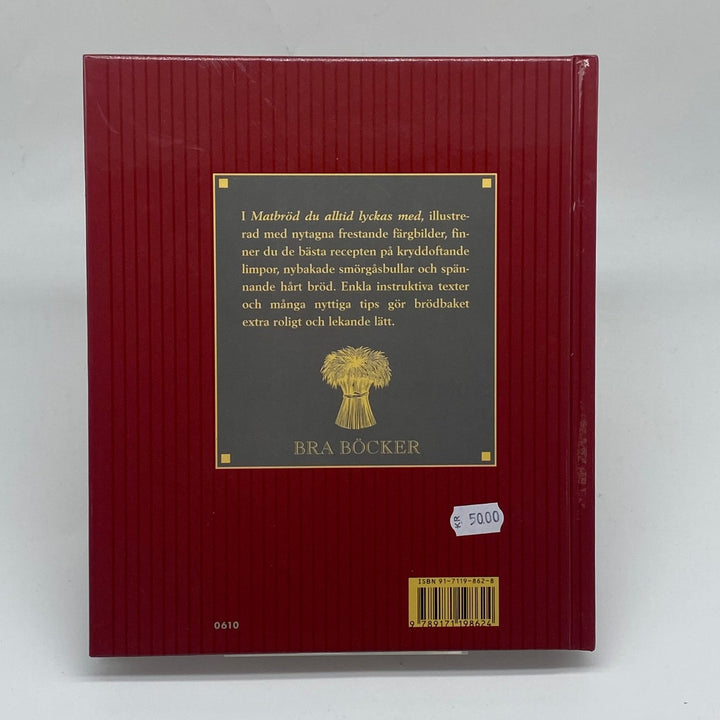 I Matbröd du alltid lyckas med, illustre-
rad med nytagna frestande färgbilder, fin-
ner du de bästa recepten på kryddoftande
limpor, nybakade smörgåsbullar och spän-
nande hårt bröd. Enkla instruktiva texter
och många nyttiga tips gör brödbaket
extra roligt och lekande lätt.
BRA BÖCKER
KR 50.00
ISBN 91-7119-862-8
9 789171 198624
0610